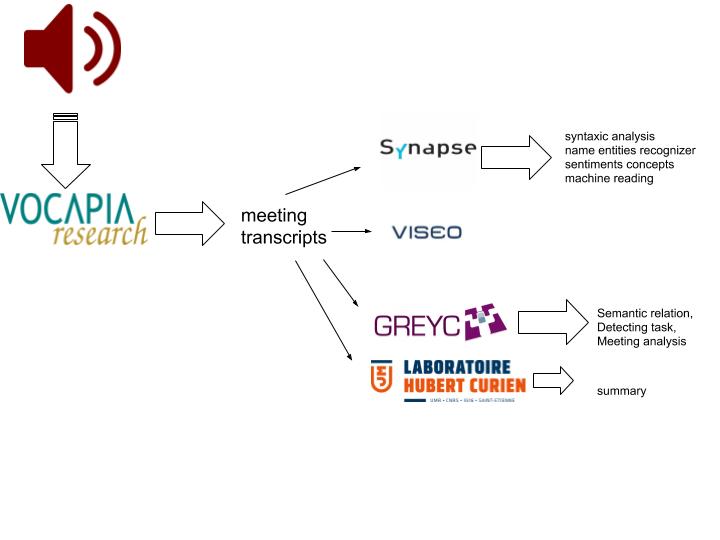 VOCAPIA
research
meeting
transcripts
Synapse
syntaxic analysis
name entities recognizer
sentiments concepts
machine reading
VISEO
GREYC
Semantic relation,
Detecting task,
Meeting analysis
LABORATOIRE
HUBERT CURIEN
UMR • CNRS • 5516 • SAINT-ETIENNE
summary